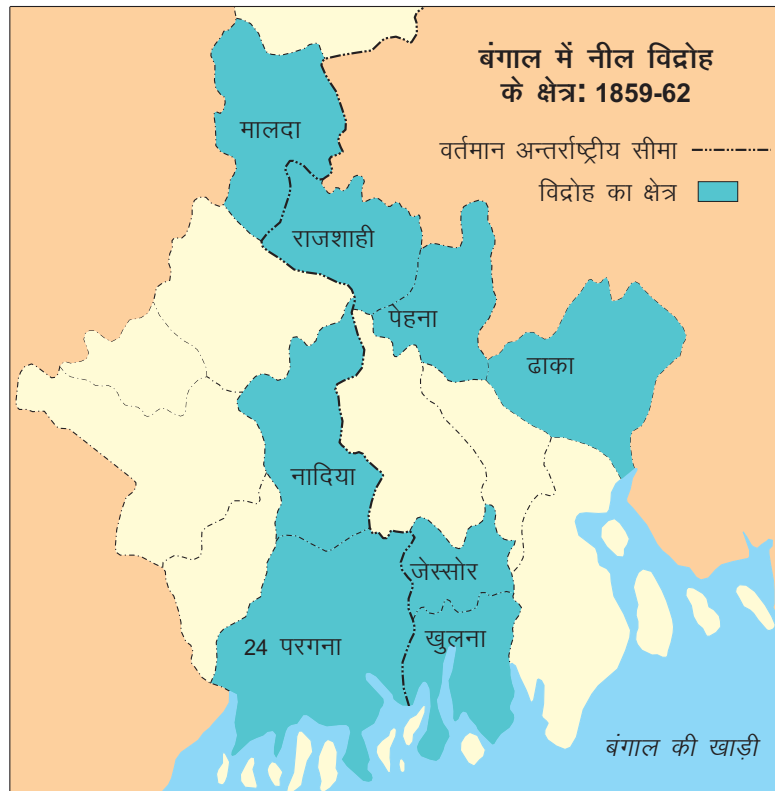 बंगाल में नील विद्रोह
के क्षेत्र: 1859-62
वर्तमान अन्तर्राष्ट्रीय सीमा
विद्रोह का क्षेत्र
मालदा
राजशाही
पेहना
ढाका
नादिया
जेस्सोर
24 परगना
खुलना
बंगाल की खाड़ी